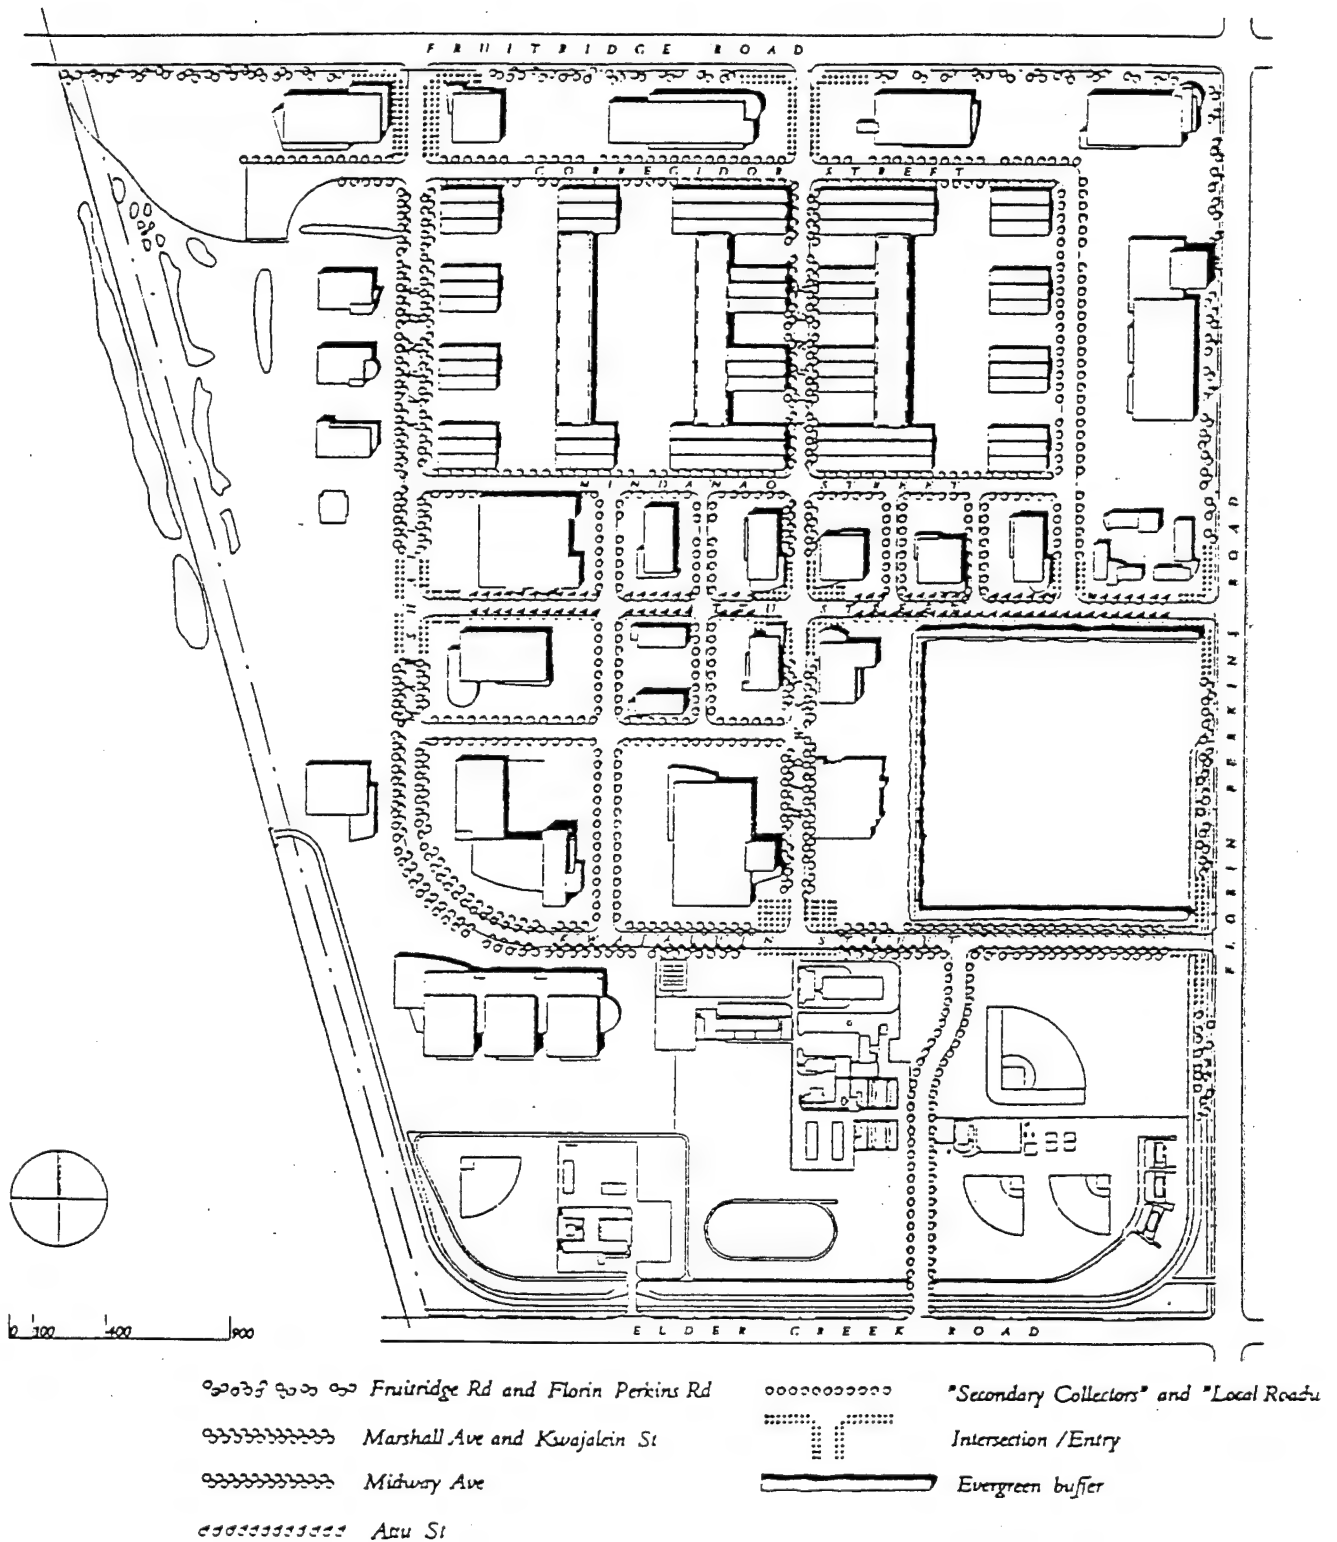 FRUITRIDGE ROAD
CORREGIDOR STREET
MINDANAO STREET
FLORIN PERKINS ROAD
ELDER CREEK ROAD
0 100 400 900
Fruitridge Rd and Florin Perkins Rd
Marshall Ave and Kwajalein St
Midway Ave
Attu St
"Secondary Collectors" and "Local Roads
Intersection /Entry
Evergreen buffer